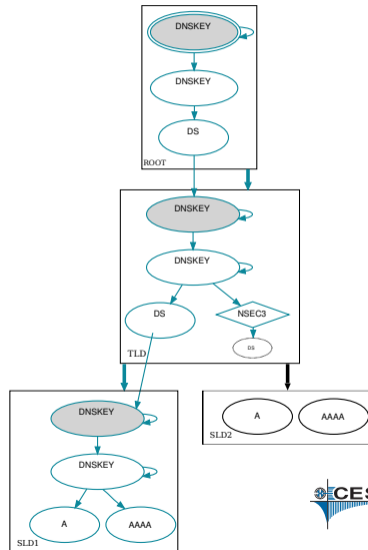 DNSKEY
DNSKEY
DS
ROOT
DNSKEY
DNSKEY
DS
NSEC3
DS
TLD
DNSKEY
A
AAAA
SLD2
DNSKEY
A
AAAA
SLD1
CES